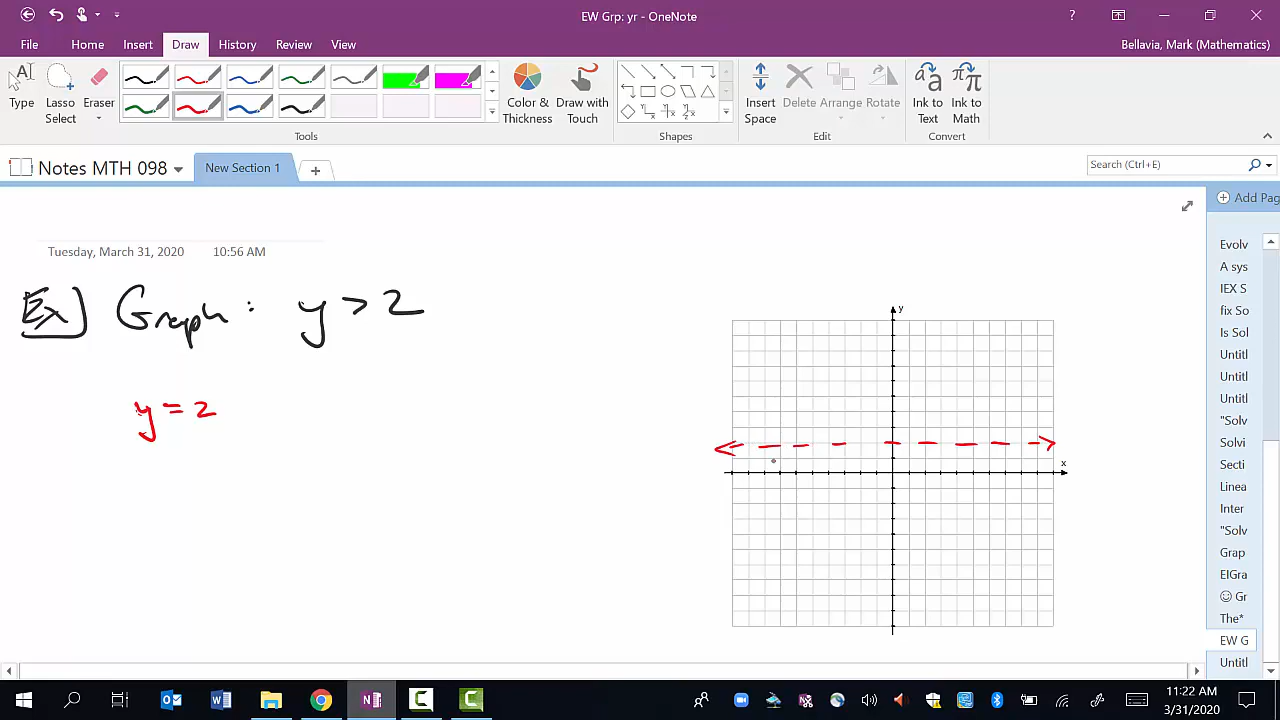 EW Grp: yr - OneNote
?
File Home Insert Draw History Review View
Bellavia, Mark (Mathematics)
Type
Lasso Select
Eraser
Color & Thickness
Draw with Touch
Insert Space
Delete
Arrange
Rotate
Ink to Text
Ink to Math
Tools
Shapes
Edit
Convert
Notes MTH 098
New Section 1
Search (Ctrl+E)
Add Pag
Tuesday, March 31, 2020 10:56 AM
Ex] Graph: y > 2
y = 2
y
x
Evolv
A sys
IEX S
fix So
Is Sol
Untitl
Untitl
Untitl
"Solv
Solvi
Secti
Linea
Inter
"Solv
Grap
EIGra
☺ Gr
The*
EW G
Untitl
11:22 AM
3/31/2020